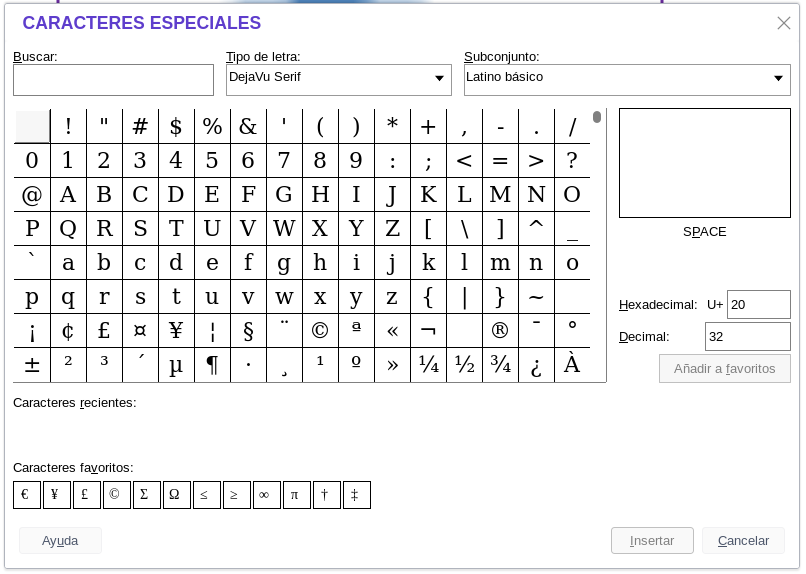 CARACTERES ESPECIALES
Buscar: Tipo de letra: Subconjunto:
DejaVu Serif Latino básico
! " # $ % & ' ( ) * + , - . /
0 1 2 3 4 5 6 7 8 9 : ; < = > ?
@ A B C D E F G H I J K L M N O
P Q R S T U V W X Y Z [ \ ] ^ _
` a b c d e f g h i j k l m n o
p q r s t u v w x y z { | } ~
¡ ¢ £ ¤ ¥ ¦ § ¨ © ª « ¬ ® ¯ °
± ² ³ ´ µ ¶ · ¸ ¹ º » ¼ ½ ¾ ¿ À
SPACE
Hexadecimal: U+ 20
Decimal: 32
Añadir a favoritos
Caracteres recientes:
Caracteres favoritos:
€ ¥ £ © Σ Ω ≤ ≥ ∞ π † ‡
Ayuda Insertar Cancelar